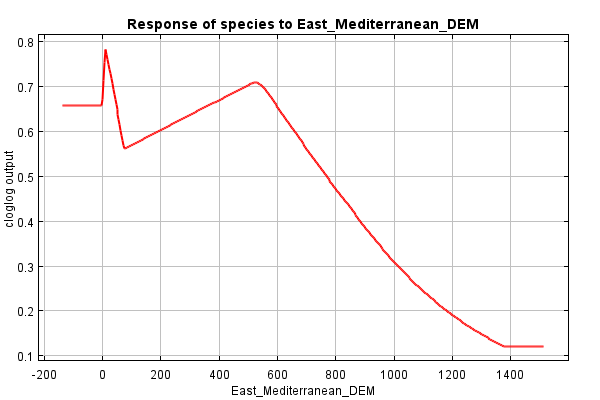 Response of species to East_Mediterranean_DEM
0.8
0.7
0.6
0.5
0.4
0.3
0.2
0.1
cloglog output
-200 0 200 400 600 800 1000 1200 1400
East_Mediterranean_DEM